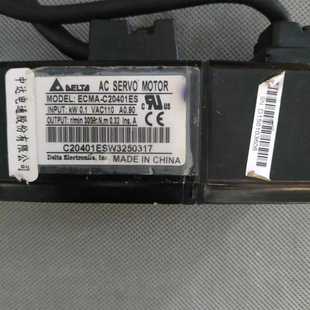 DELTA AC SERVO MOTOR
MODEL: ECMA-C20401ES
INPUT: kW 0.1 VAC110 A0.90
OUTPUT: r/min 3000 N.m 0.32 Ins. A
C20401ESW3250317
Delta Electronics, Inc. MADE IN CHINA
中达电通股份有限公司